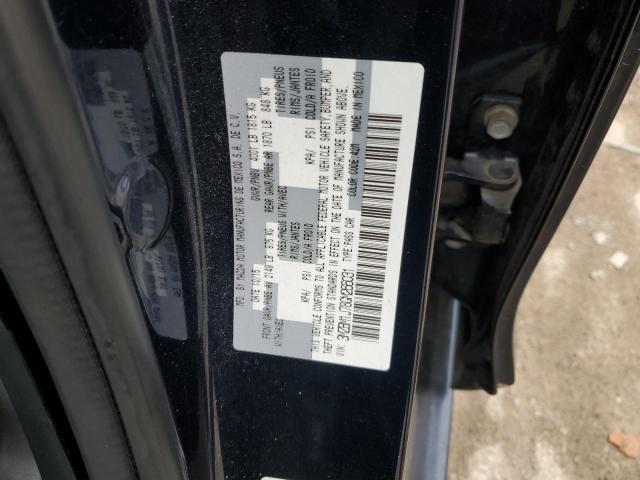 MFD BY MAZDA MOTOR MANUFACTURING DE MEXICO S.A. DE C.V.
DATE 10/15 GVWR/PNBV 4001 LB 1815 KG
FRONT GAWR/PNBE AV 2149 LB 975 KG REAR GAWR/PNBE AR 1870 LB 848 KG
WITH/AVEC TIRES/PNEUS WITH/AVEC TIRES/PNEUS
RIMS/JANTES RIMS/JANTES
KPA/ PSI COLD/A FROID KPA/ PSI COLD/A FROID
THIS VEHICLE CONFORMS TO ALL APPLICABLE FEDERAL MOTOR VEHICLE SAFETY, BUMPER, AND
THEFT PREVENTION STANDARDS IN EFFECT ON THE DATE OF MANUFACTURE SHOWN ABOVE.
TYPE:PASS CAR MADE IN MEXICO
VIN: COLOR CODE:42M